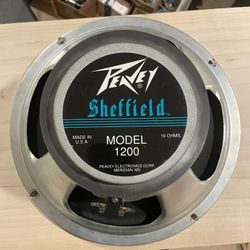 PEAVEY
Sheffield
MADE IN
U.S.A.
MODEL
1200
16 OHMS
PEAVEY ELECTRONICS CORP.
MERIDIAN, MS